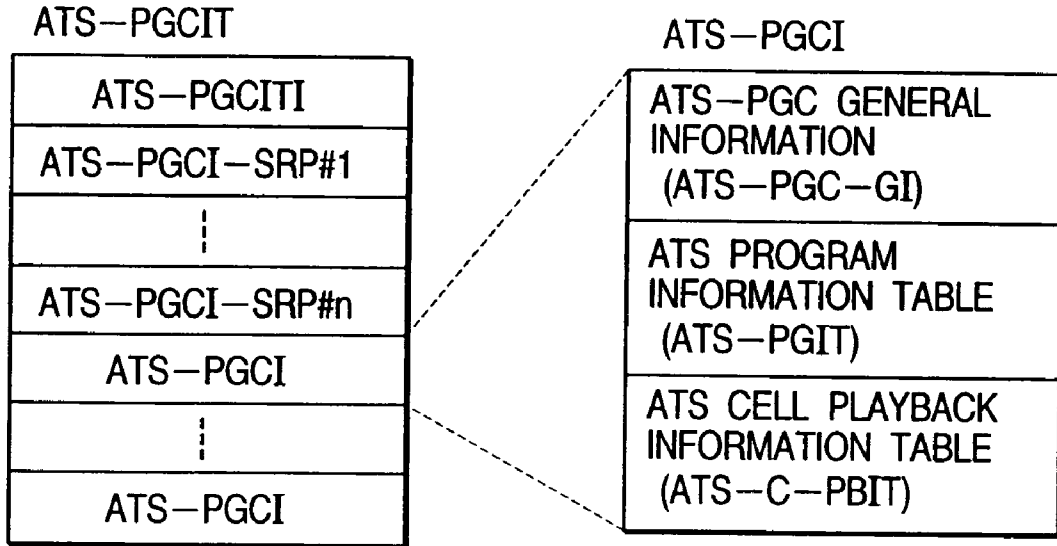 ATS-PGCIT
ATS-PGCITI
ATS-PGCI-SRP#1
ATS-PGCI-SRP#n
ATS-PGCI
ATS-PGCI
ATS-PGCI
ATS-PGC GENERAL
INFORMATION
(ATS-PGC-GI)
ATS PROGRAM
INFORMATION TABLE
(ATS-PGIT)
ATS CELL PLAYBACK
INFORMATION TABLE
(ATS-C-PBIT)